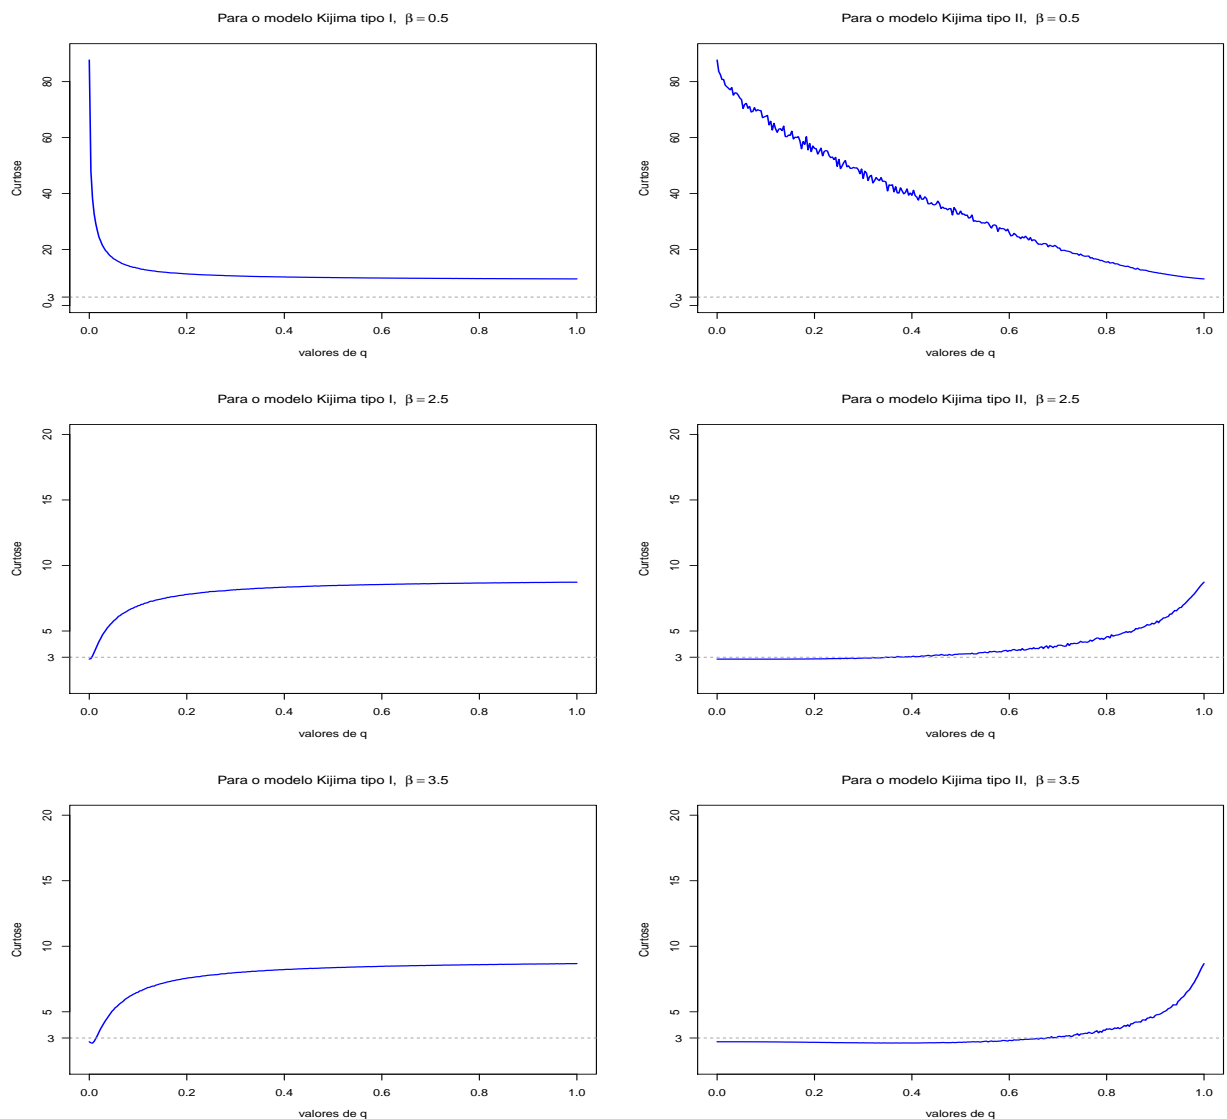 Para o modelo Kijima tipo I, β = 0.5
Curtose
0 3 20 40 60 80
0.0 0.2 0.4 0.6 0.8 1.0
valores de q
Para o modelo Kijima tipo II, β = 0.5
Curtose
0 3 20 40 60 80
0.0 0.2 0.4 0.6 0.8 1.0
valores de q
Para o modelo Kijima tipo I, β = 2.5
Curtose
3 5 10 15 20
0.0 0.2 0.4 0.6 0.8 1.0
valores de q
Para o modelo Kijima tipo II, β = 2.5
Curtose
3 5 10 15 20
0.0 0.2 0.4 0.6 0.8 1.0
valores de q
Para o modelo Kijima tipo I, β = 3.5
Curtose
3 5 10 15 20
0.0 0.2 0.4 0.6 0.8 1.0
valores de q
Para o modelo Kijima tipo II, β = 3.5
Curtose
3 5 10 15 20
0.0 0.2 0.4 0.6 0.8 1.0
valores de q